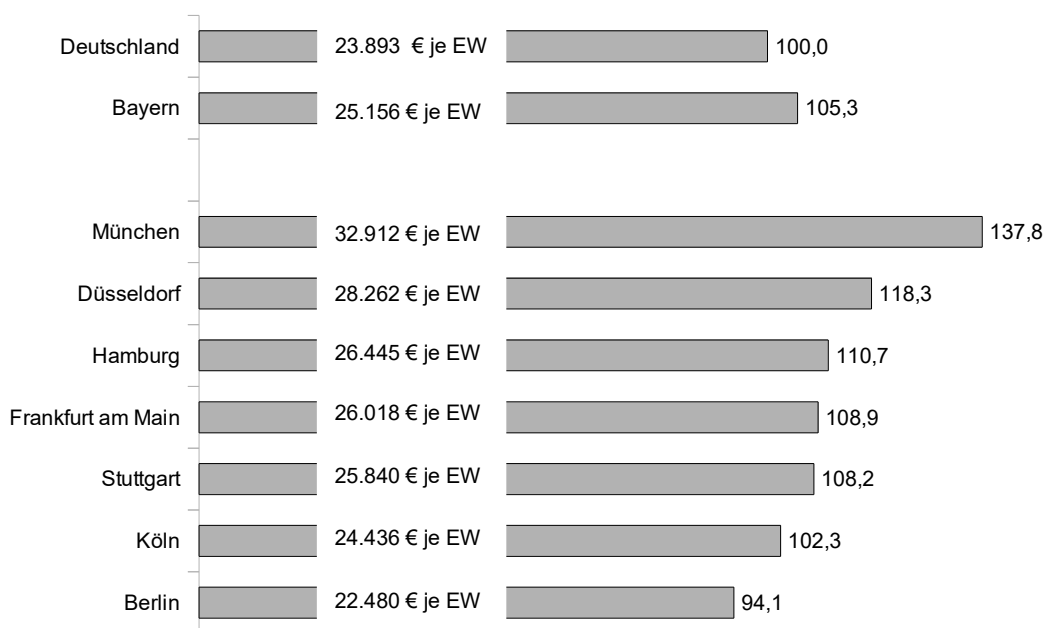 Deutschland 23.893 € je EW 100,0
Bayern 25.156 € je EW 105,3
München 32.912 € je EW 137,8
Düsseldorf 28.262 € je EW 118,3
Hamburg 26.445 € je EW 110,7
Frankfurt am Main 26.018 € je EW 108,9
Stuttgart 25.840 € je EW 108,2
Köln 24.436 € je EW 102,3
Berlin 22.480 € je EW 94,1